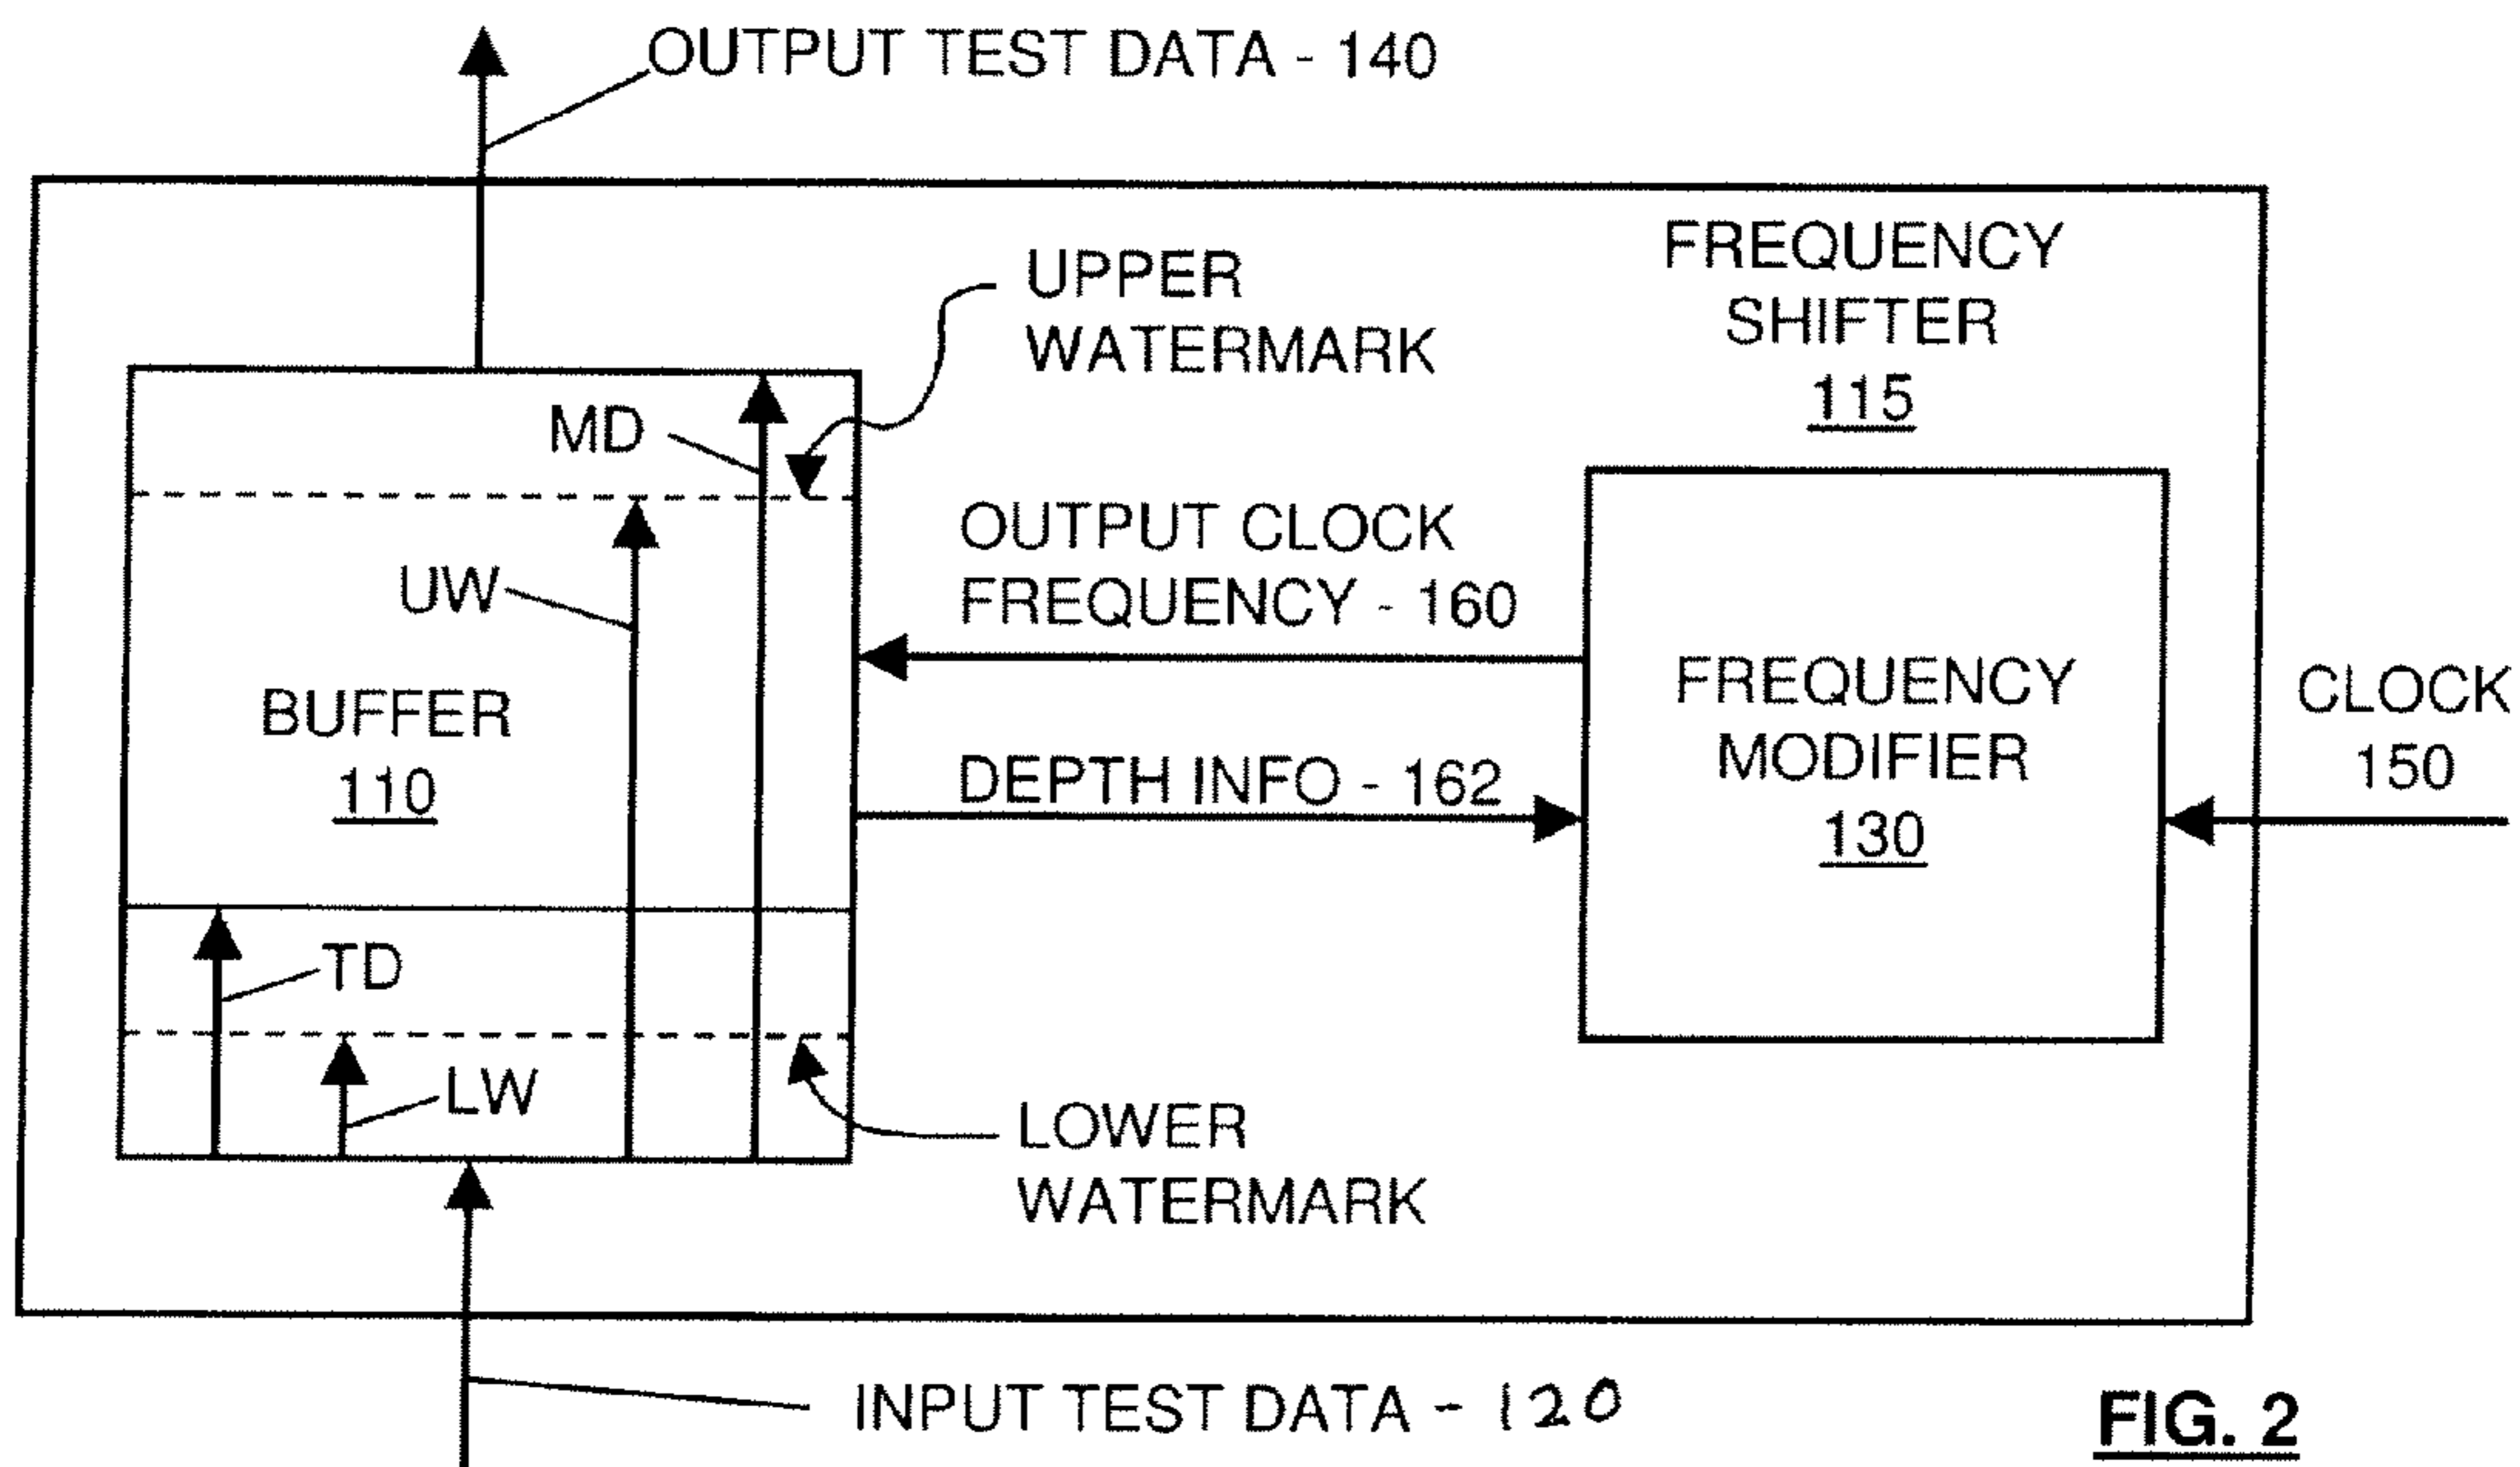 OUTPUT TEST DATA - 140
UPPER
WATERMARK
FREQUENCY
SHIFTER
115
MD
OUTPUT CLOCK
FREQUENCY - 160
UW
BUFFER
110
FREQUENCY
MODIFIER
130
CLOCK
150
DEPTH INFO - 162
TD
LW
LOWER
WATERMARK
INPUT TEST DATA - 120
FIG. 2